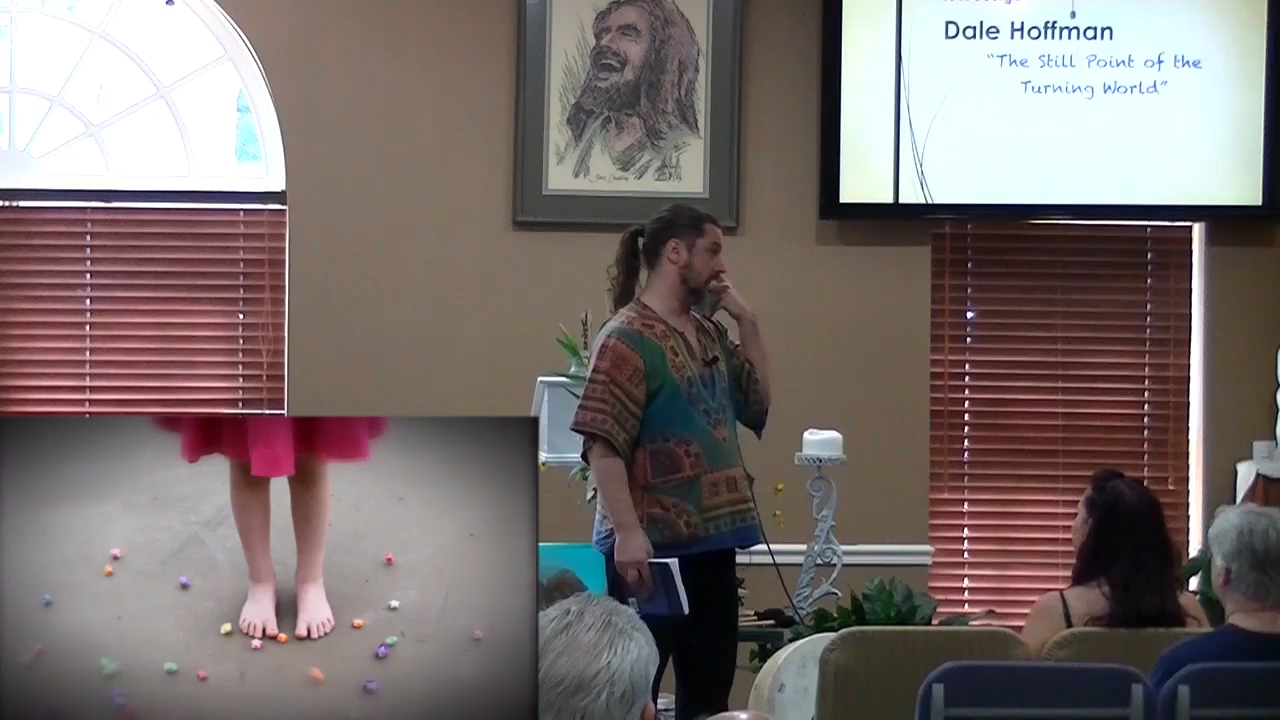 Dale Hoffman
"The Still Point of the
Turning World"